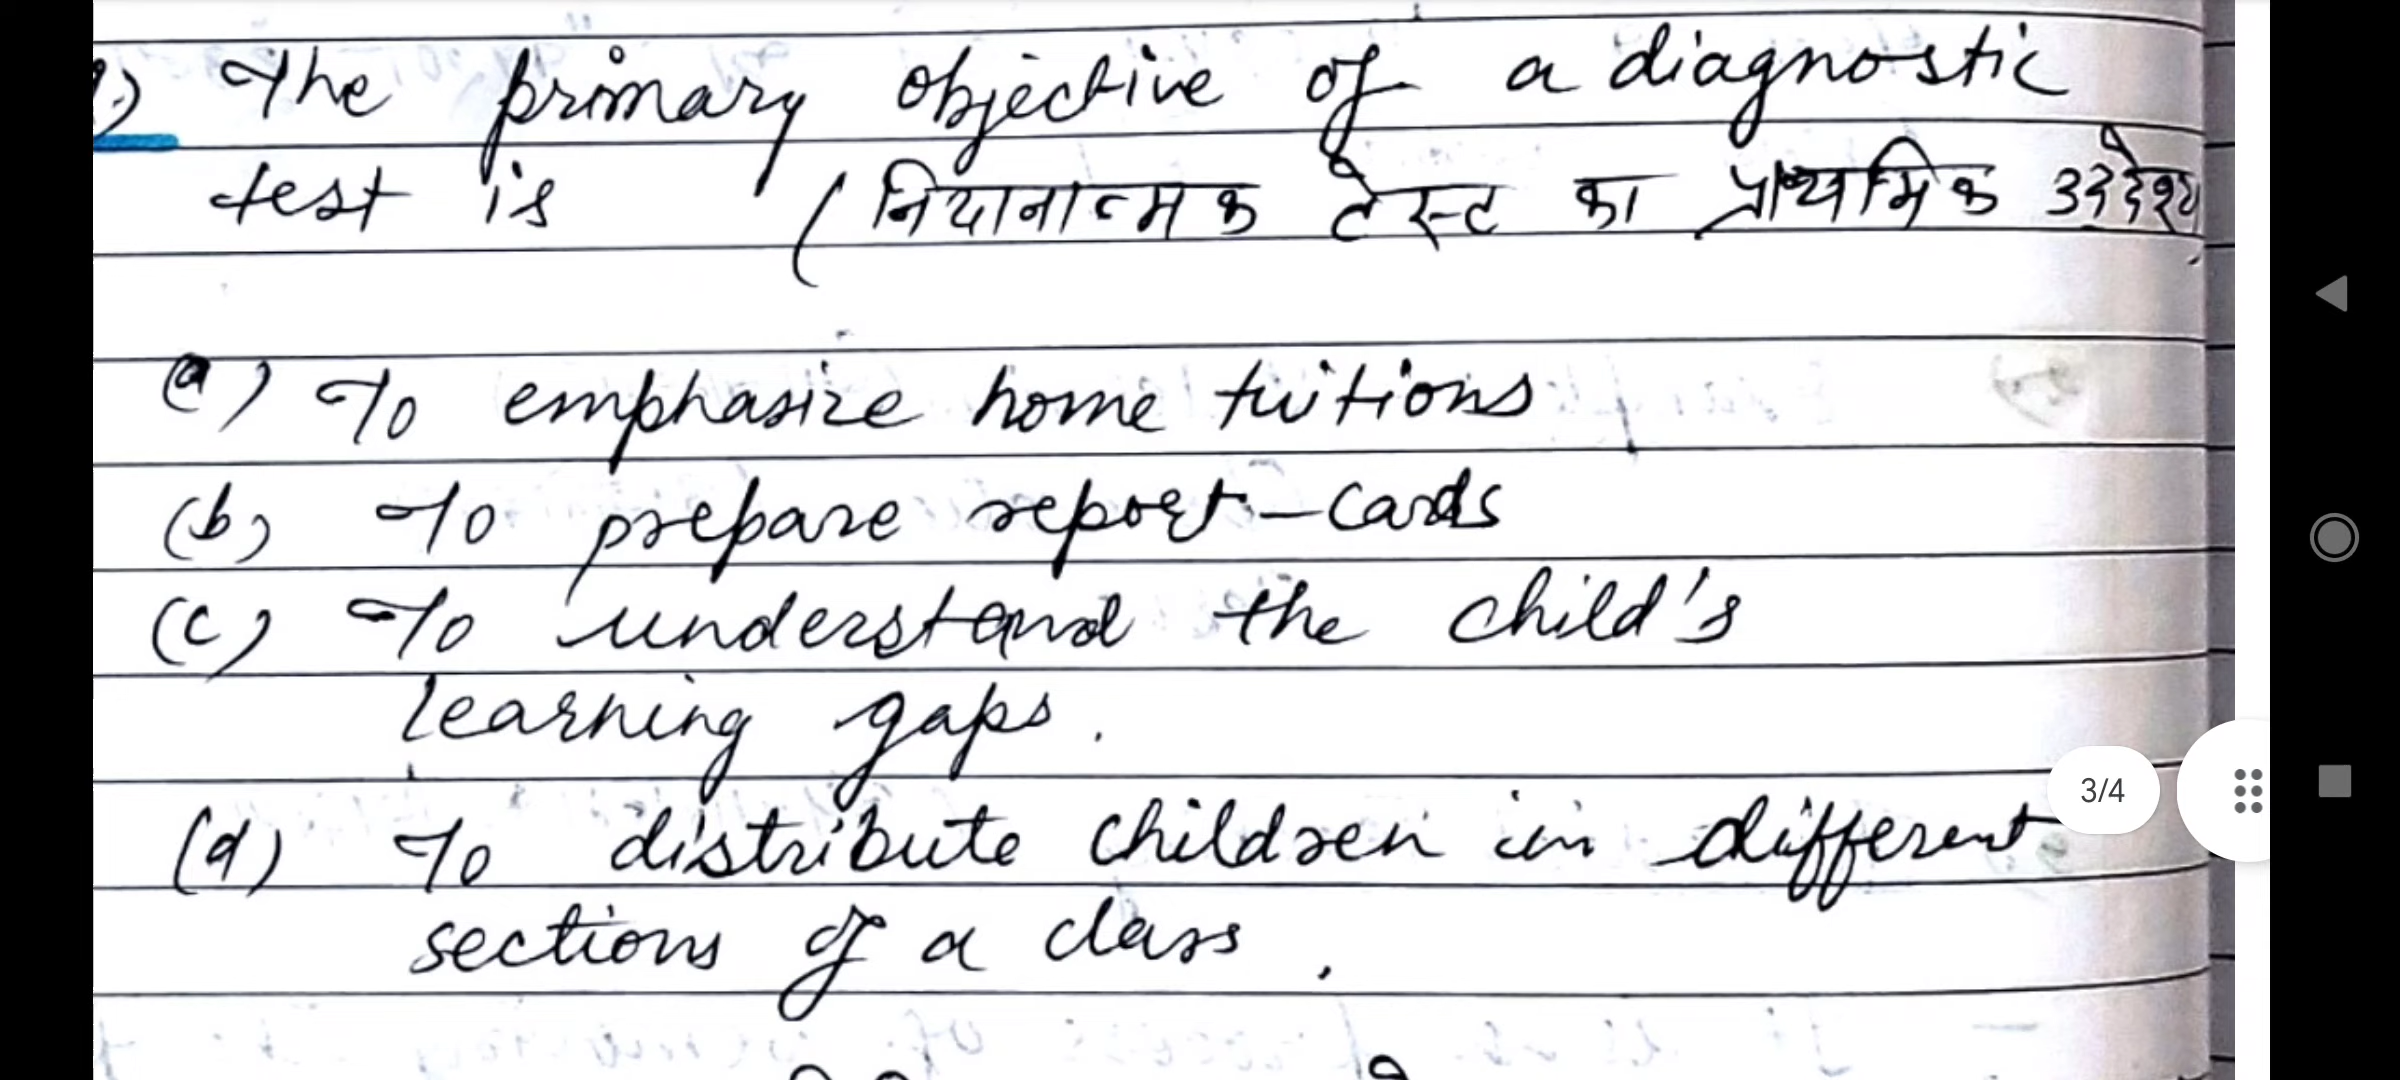 The primary objective of a diagnostic
test is (निदानात्मक टेस्ट का प्राथमिक उद्देश्य
(a) To emphasize home tuitions
(b) To prepare report-cards
(c) To understand the child's
learning gaps.
(d) To distribute children in different
sections of a class.
3/4